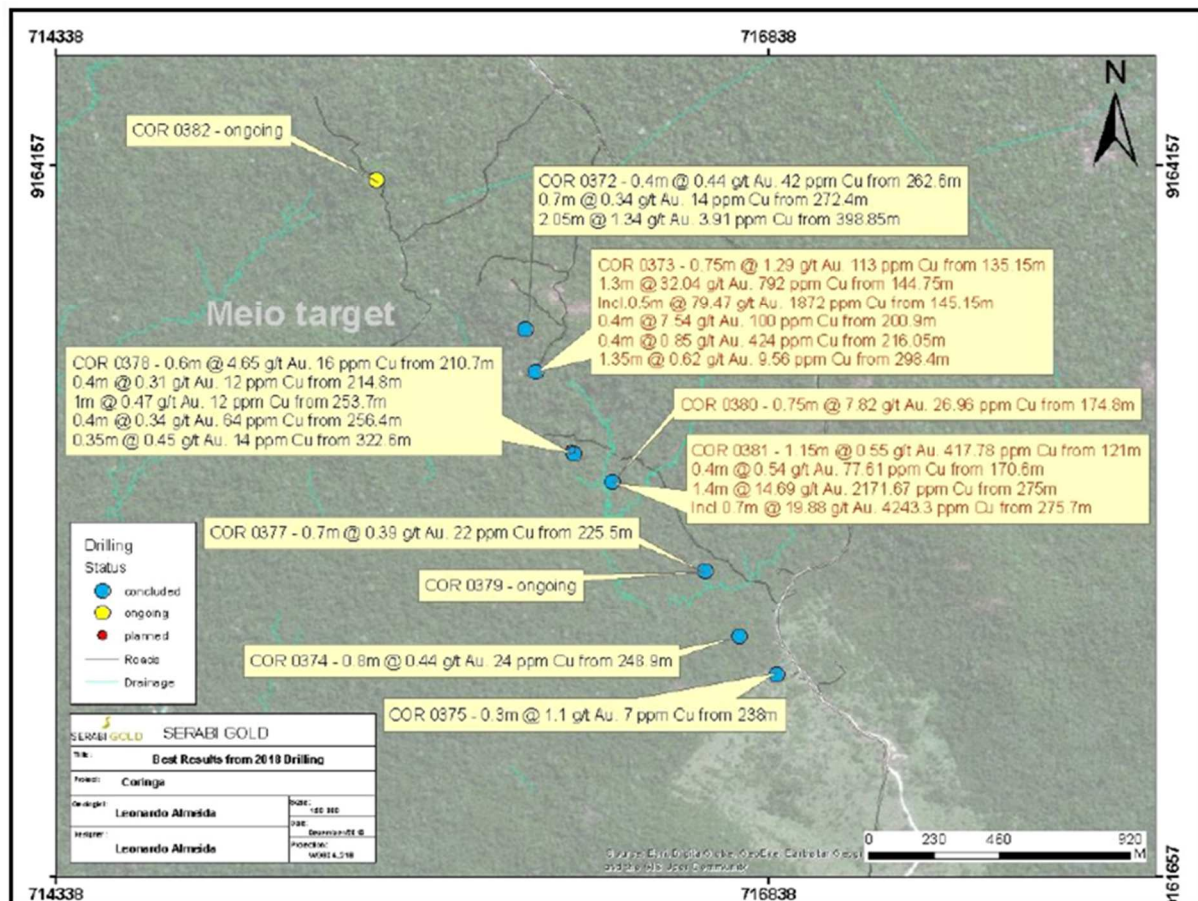 714338
716838
N
9164157
9164157
COR 0382 - ongoing
COR 0372 - 0.4m @ 0.44 g/t Au. 42 ppm Cu from 262.6m
0.7m @ 0.34 g/t Au. 14 ppm Cu from 272.4m
2.05m @ 1.34 g/t Au. 3.91 ppm Cu from 398.85m
COR 0373 - 0.75m @ 1.29 g/t Au. 113 ppm Cu from 135.15m
1.3m @ 32.04 g/t Au. 792 ppm Cu from 144.75m
Incl.0.5m @ 79.47 g/t Au. 1872 ppm Cu from 145.15m
0.4m @ 7.54 g/t Au. 100 ppm Cu from 200.9m
0.4m @ 0.85 g/t Au. 424 ppm Cu from 216.05m
1.35m @ 0.62 g/t Au. 9.56 ppm Cu from 298.4m
Meio target
COR 0378 - 0.6m @ 4.65 g/t Au. 16 ppm Cu from 210.7m
0.4m @ 0.31 g/t Au. 12 ppm Cu from 214.8m
1m @ 0.47 g/t Au. 12 ppm Cu from 253.7m
0.4m @ 0.34 g/t Au. 64 ppm Cu from 256.4m
0.35m @ 0.45 g/t Au. 14 ppm Cu from 322.6m
COR 0380 - 0.75m @ 7.82 g/t Au. 26.96 ppm Cu from 174.8m
COR 0381 - 1.15m @ 0.55 g/t Au. 417.78 ppm Cu from 121m
0.4m @ 0.54 g/t Au. 77.61 ppm Cu from 170.6m
1.4m @ 14.69 g/t Au. 2171.67 ppm Cu from 275m
Incl 0.7m @ 19.88 g/t Au. 4243.3 ppm Cu from 275.7m
COR 0377 - 0.7m @ 0.39 g/t Au. 22 ppm Cu from 225.5m
COR 0379 - ongoing
COR 0374 - 0.8m @ 0.44 g/t Au. 24 ppm Cu from 248.9m
COR 0375 - 0.3m @ 1.1 g/t Au. 7 ppm Cu from 238m
Drilling
Status
concluded
ongoing
planned
Roads
Drainage
SERABI GOLD SERABI GOLD
Title: Best Results from 2018 Drilling
Project: Coringa
Geologist: Leonardo Almeida
Scale:
Date:
Designer: Leonardo Almeida
Projection:
0 230 460 920
M
and the GIS User Community
9161657
714338
716838
9161657